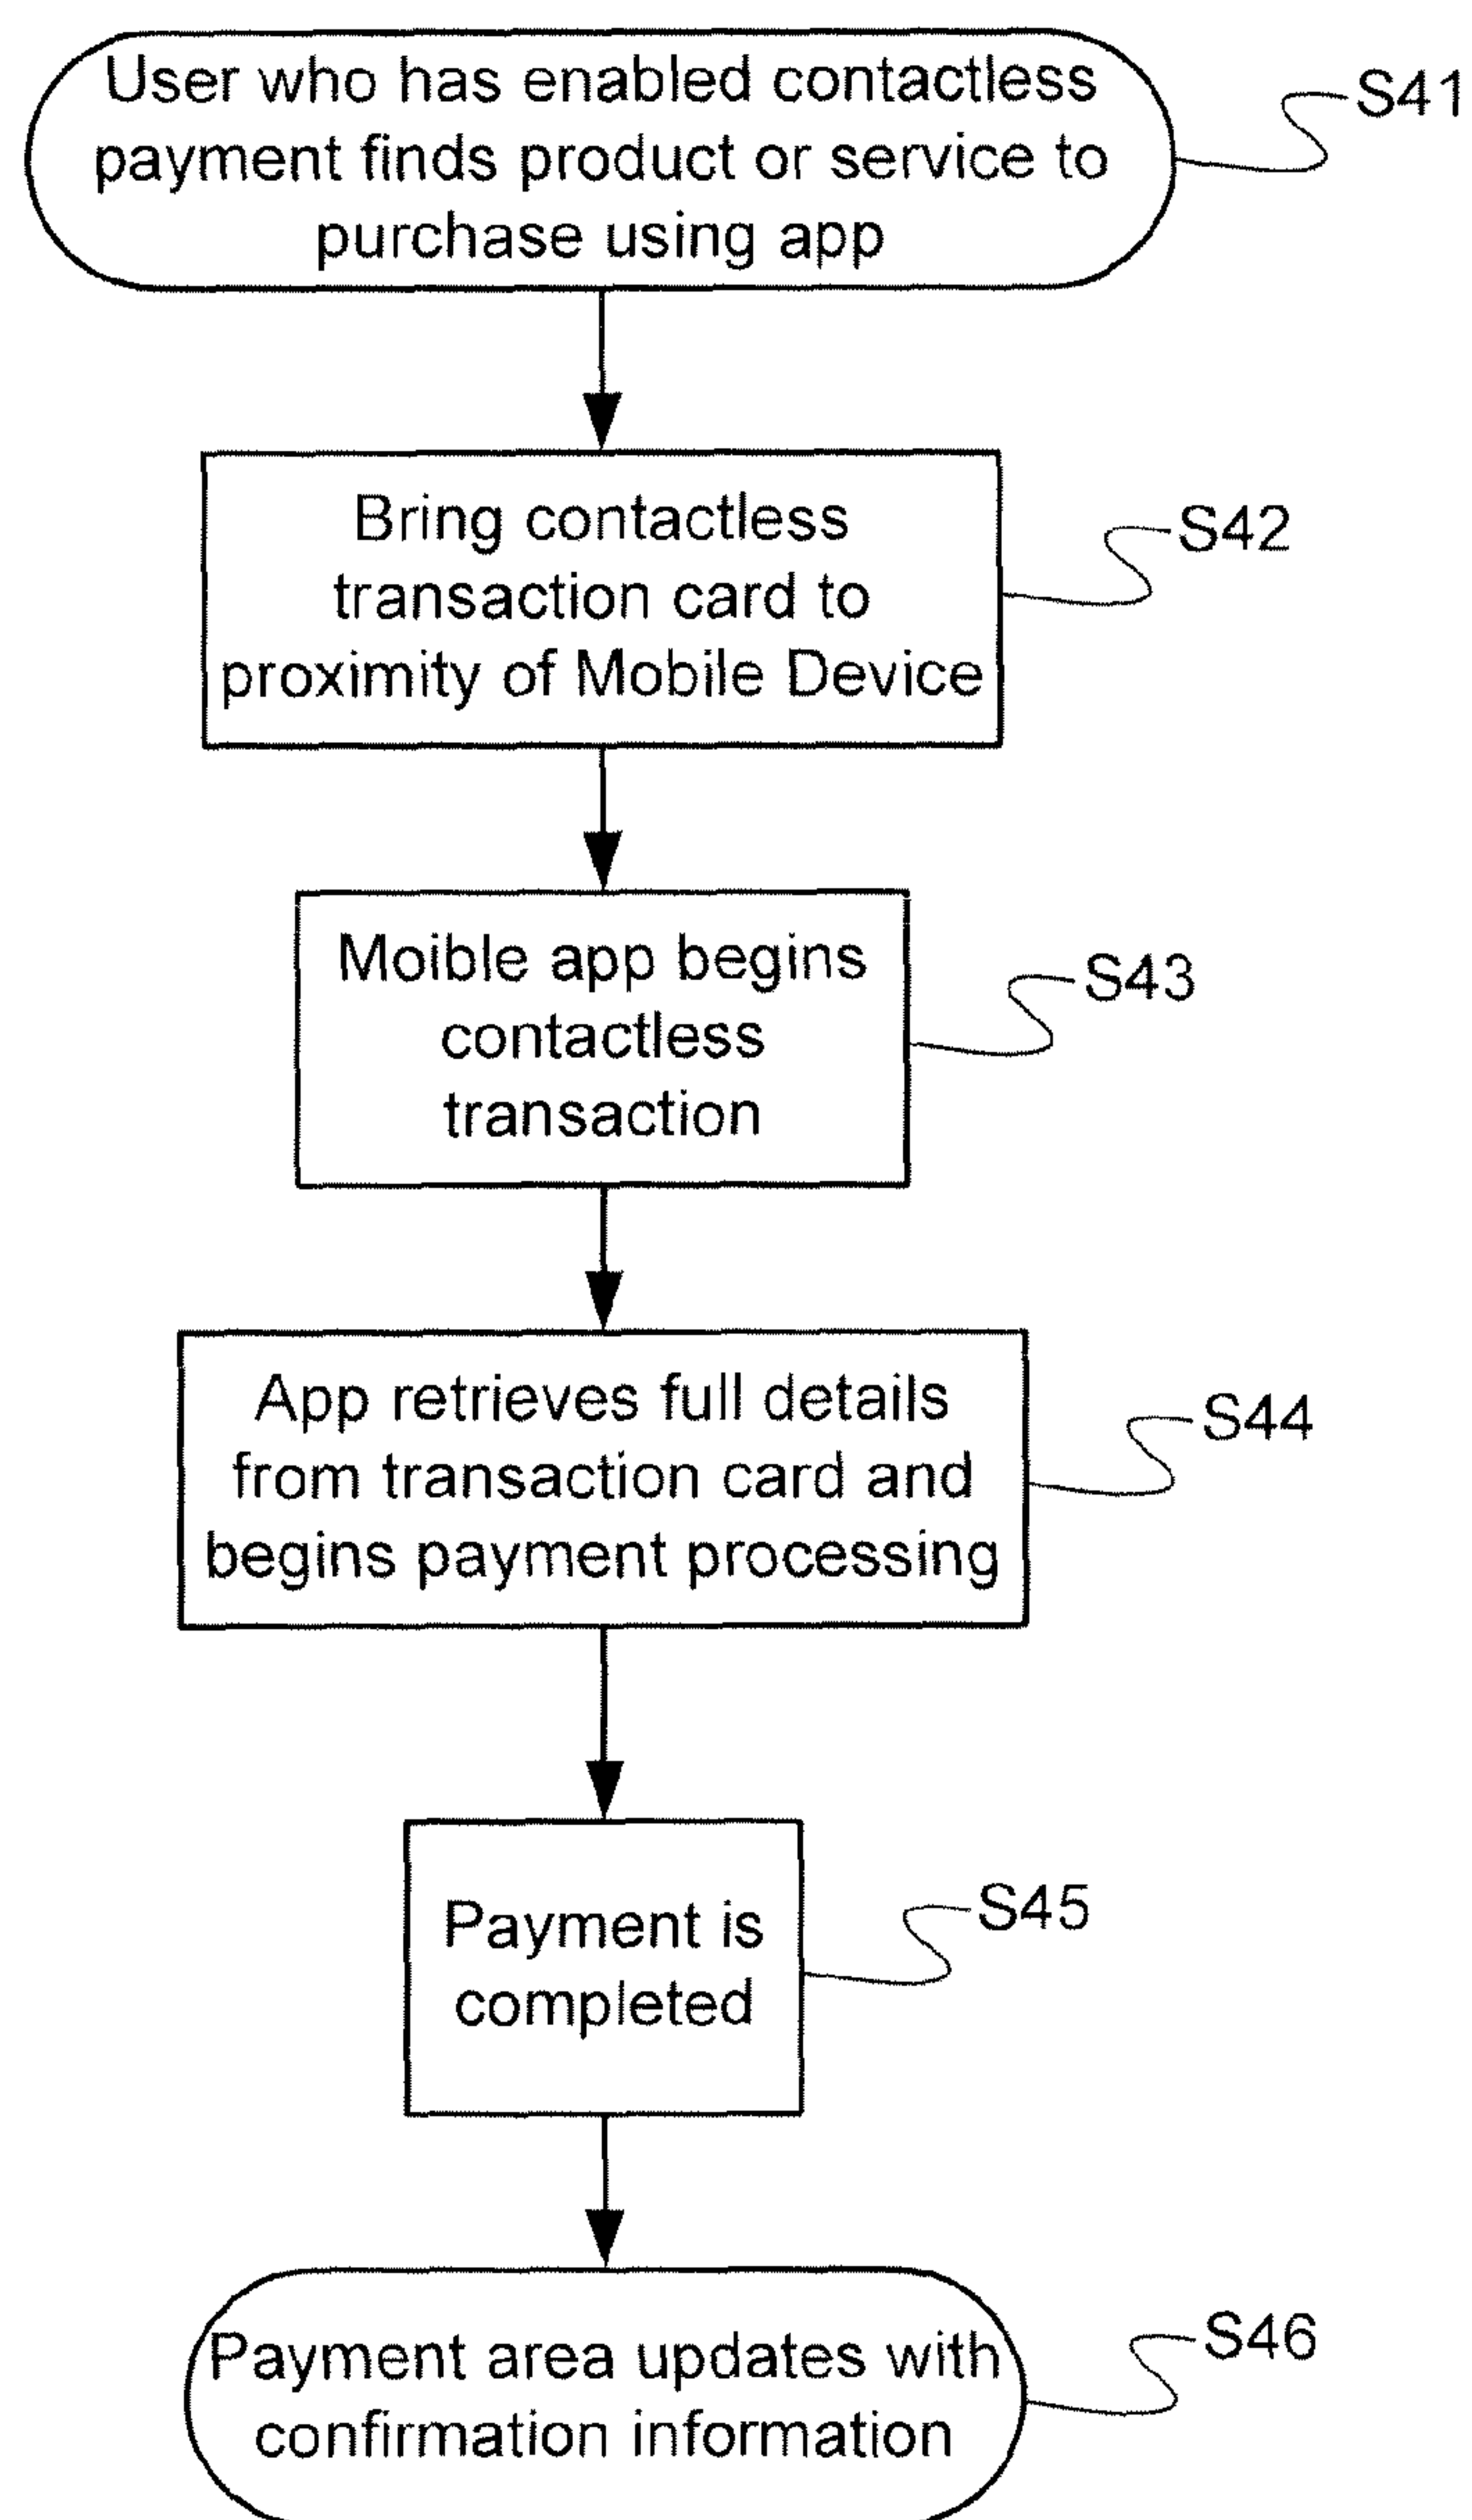 User who has enabled contactless
payment finds product or service to
purchase using app
S41
Bring contactless
transaction card to
proximity of Mobile Device
S42
Moible app begins
contactless
transaction
S43
App retrieves full details
from transaction card and
begins payment processing
S44
Payment is
completed
S45
Payment area updates with
confirmation information
S46